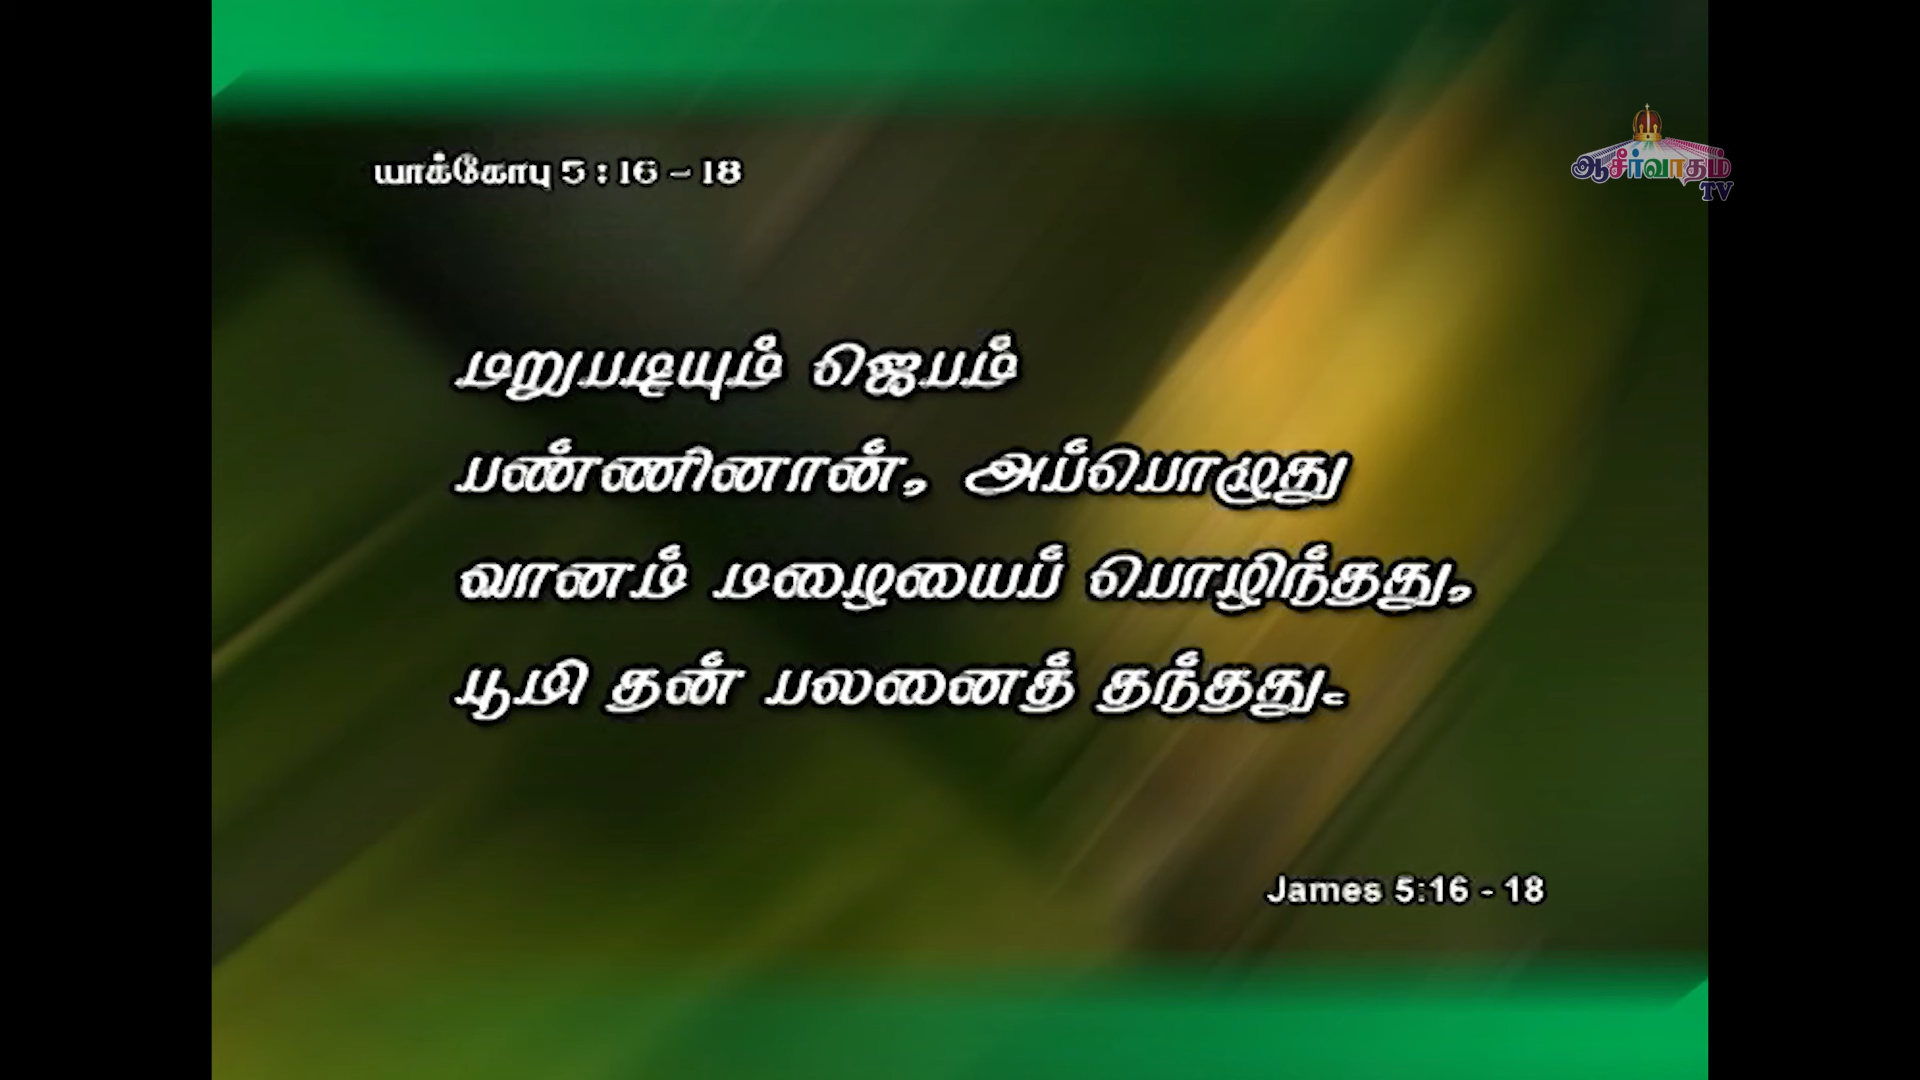 யாக்கோபு 5 : 16 – 18
ஆசீர்வாதம்
TV
மறுபடியும் ஜெபம்
பண்ணினான், அப்பொழுது
வானம் மழையைப் பொழிந்தது,
பூமி தன் பலனைத் தந்தது.
James 5:16 - 18